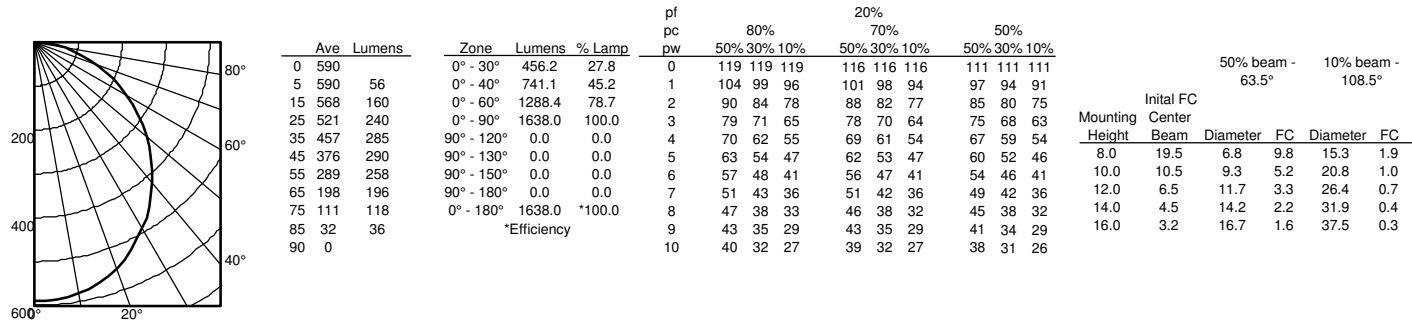 80°
60°
40°
200
400
600
0°
20°
Ave Lumens
0 590
5 590 56
15 568 160
25 521 240
35 457 285
45 376 290
55 289 258
65 198 196
75 111 118
85 32 36
90 0
Zone Lumens % Lamp
0° - 30° 456.2 27.8
0° - 40° 741.1 45.2
0° - 60° 1288.4 78.7
0° - 90° 1638.0 100.0
90° - 120° 0.0 0.0
90° - 130° 0.0 0.0
90° - 150° 0.0 0.0
90° - 180° 0.0 0.0
0° - 180° 1638.0 *100.0
*Efficiency
pf 20%
pc 80% 70% 50%
pw 50% 30% 10% 50% 30% 10% 50% 30% 10%
0 119 119 119 116 116 116 111 111 111
1 104 99 96 101 98 94 97 94 91
2 90 84 78 88 82 77 85 80 75
3 79 71 65 78 70 64 75 68 63
4 70 62 55 69 61 54 67 59 54
5 63 54 47 62 53 47 60 52 46
6 57 48 41 56 47 41 54 46 41
7 51 43 36 51 42 36 49 42 36
8 47 38 33 46 38 32 45 38 32
9 43 35 29 43 35 29 41 34 29
10 40 32 27 39 32 27 38 31 26
50% beam - 10% beam -
63.5° 108.5°
Inital FC
Mounting Center
Height Beam Diameter FC Diameter FC
8.0 19.5 6.8 9.8 15.3 1.9
10.0 10.5 9.3 5.2 20.8 1.0
12.0 6.5 11.7 3.3 26.4 0.7
14.0 4.5 14.2 2.2 31.9 0.4
16.0 3.2 16.7 1.6 37.5 0.3